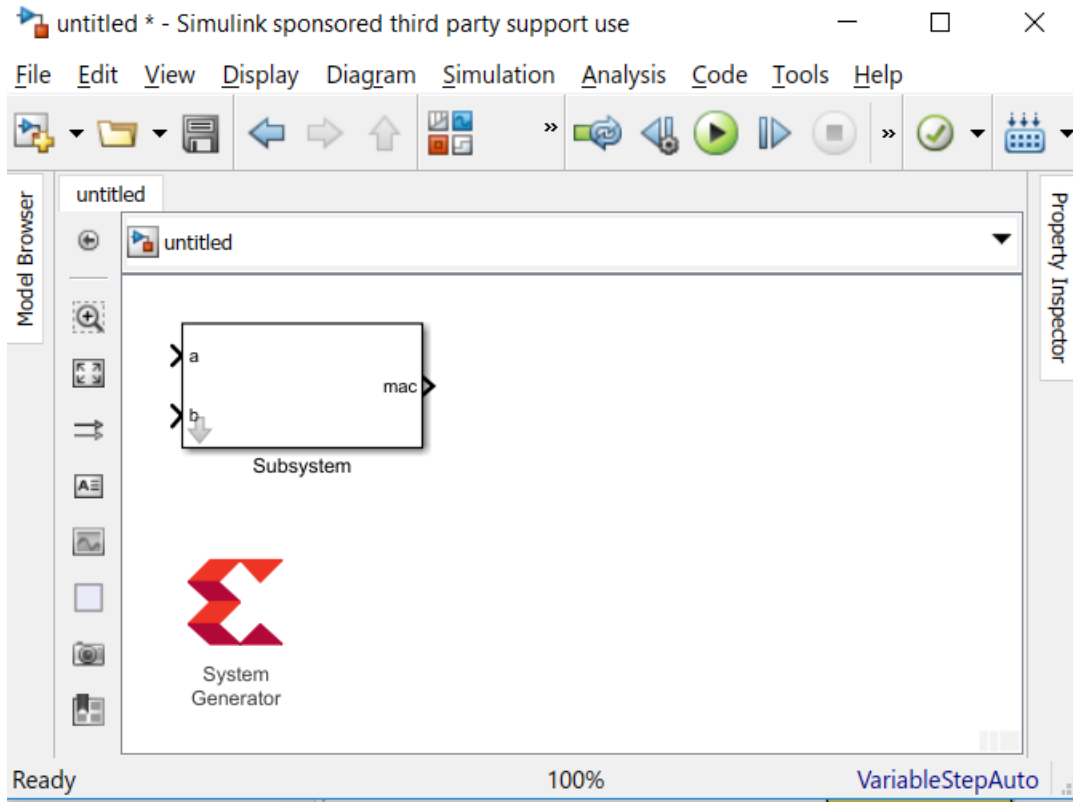 untitled * - Simulink sponsored third party support use
File Edit View Display Diagram Simulation Analysis Code Tools Help
Model Browser
untitled
untitled
Property Inspector
a
b
mac
Subsystem
System
Generator
Ready 100% VariableStepAuto